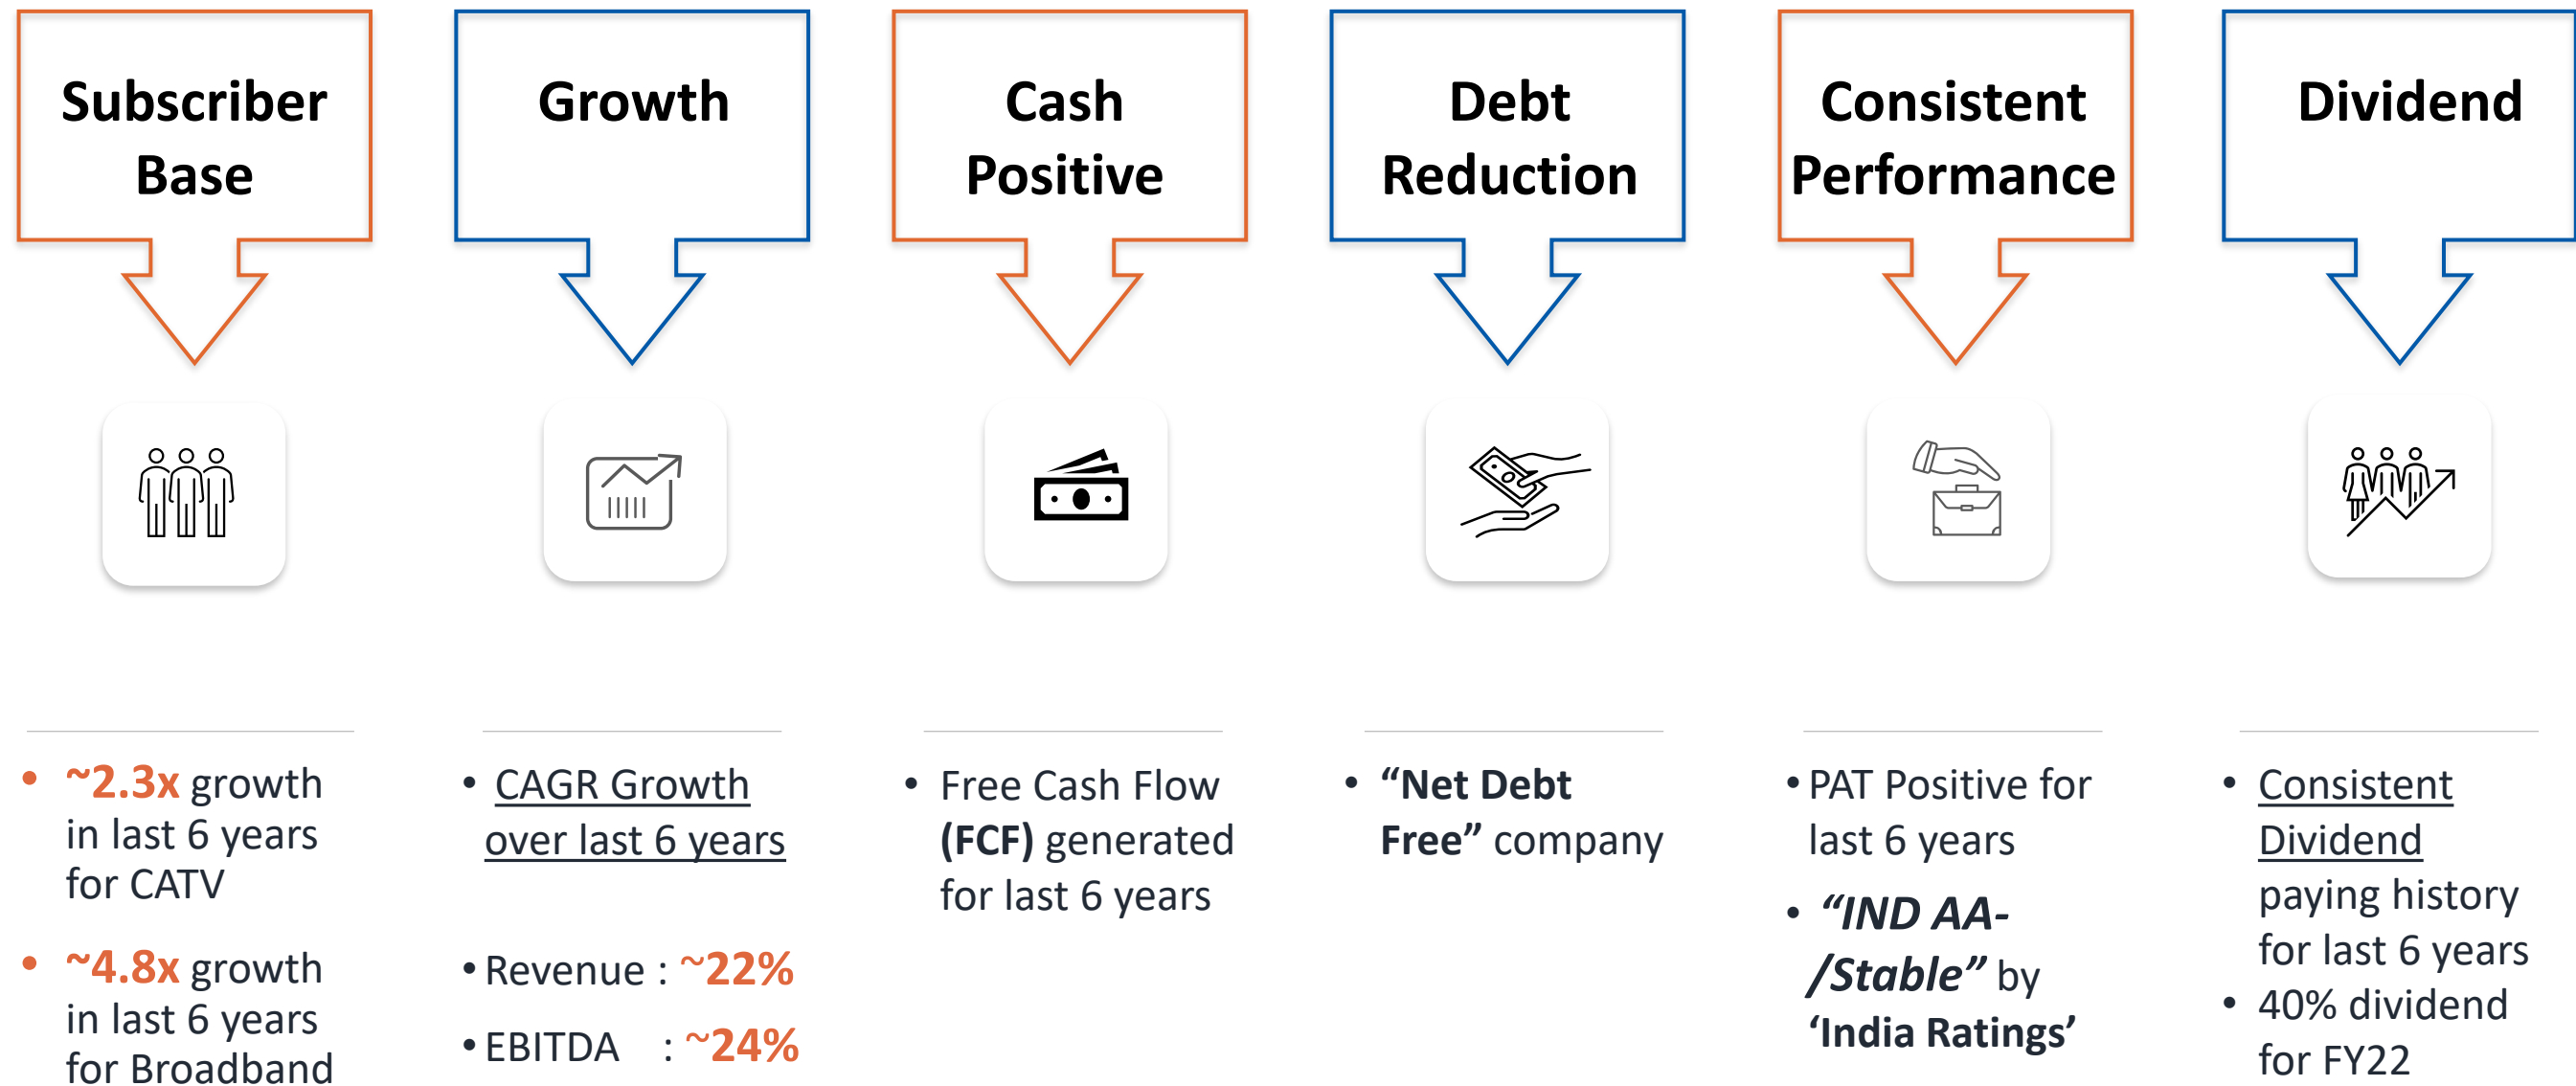 Subscriber
Base
Growth
Cash
Positive
Debt
Reduction
Consistent
Performance
Dividend
• ~2.3x growth
in last 6 years
for CATV
• ~4.8x growth
in last 6 years
for Broadband
• CAGR Growth
over last 6 years
• Revenue : ~22%
• EBITDA : ~24%
• Free Cash Flow
(FCF) generated
for last 6 years
• “Net Debt
Free” company
• PAT Positive for
last 6 years
• “IND AA-
/Stable” by
‘India Ratings’
• Consistent
Dividend
paying history
for last 6 years
• 40% dividend
for FY22